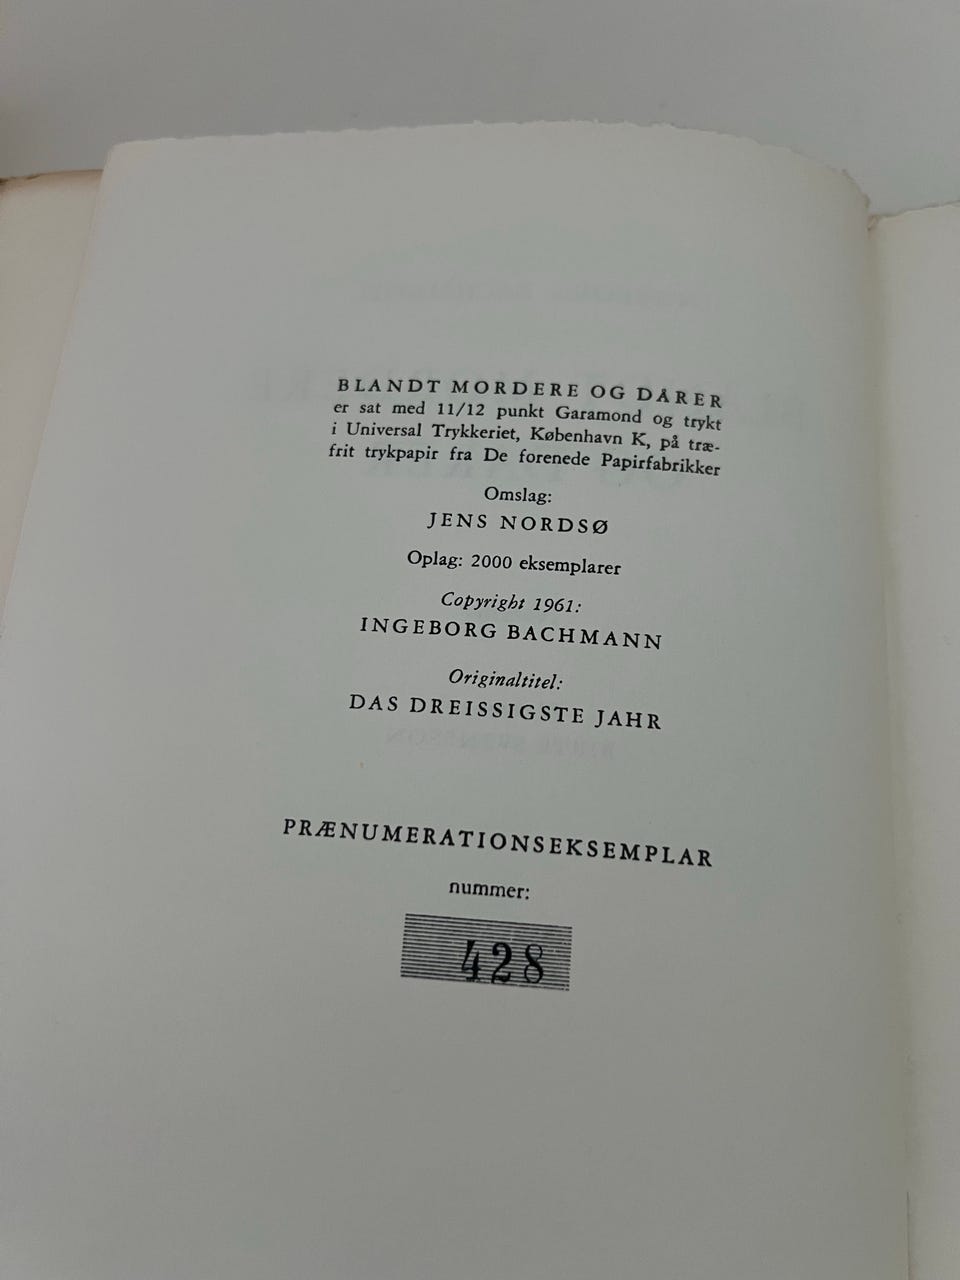 BLANDT MORDERE OG DÅRER
er sat med 11/12 punkt Garamond og trykt
i Universal Trykkeriet, København K, på træ-
frit trykpapir fra De forenede Papirfabrikker
Omslag:
JENS NORDSØ
Oplag: 2000 eksemplarer
Copyright 1961:
INGEBORG BACHMANN
Originaltitel:
DAS DREISSIGSTE JAHR
PRÆNUMERATIONSEKSEMPLAR
nummer:
428